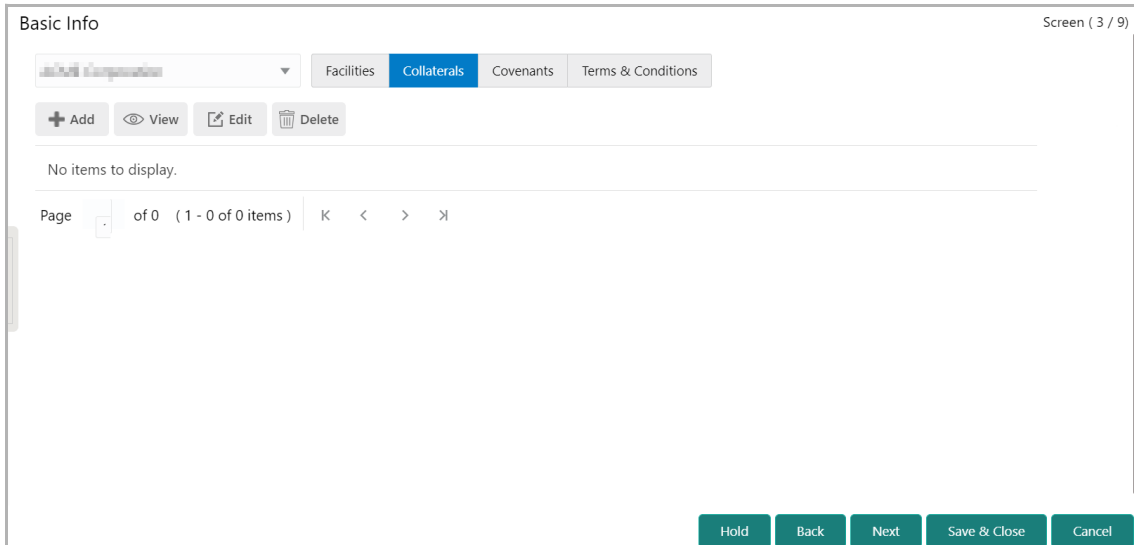 Basic Info
Screen ( 3 / 9)
Facilities Collaterals Covenants Terms & Conditions
Add View Edit Delete
No items to display.
Page of 0 ( 1 - 0 of 0 items )
Hold Back Next Save & Close Cancel